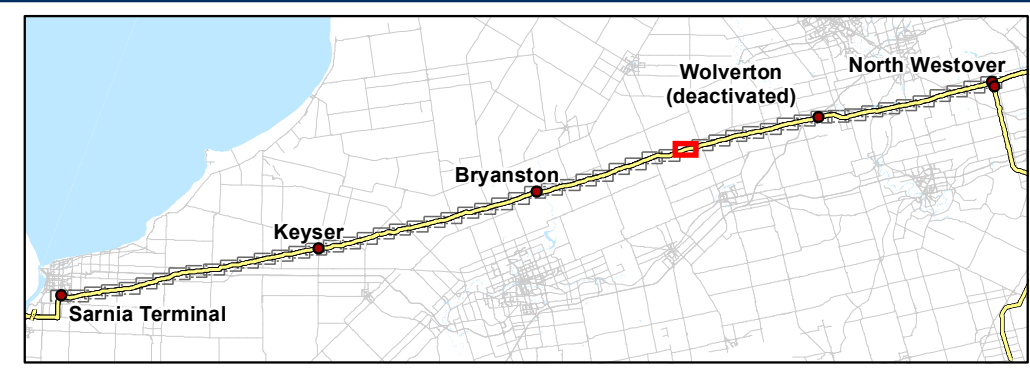 North Westover
Wolverton
(deactivated)
Bryanston
Keyser
Sarnia Terminal